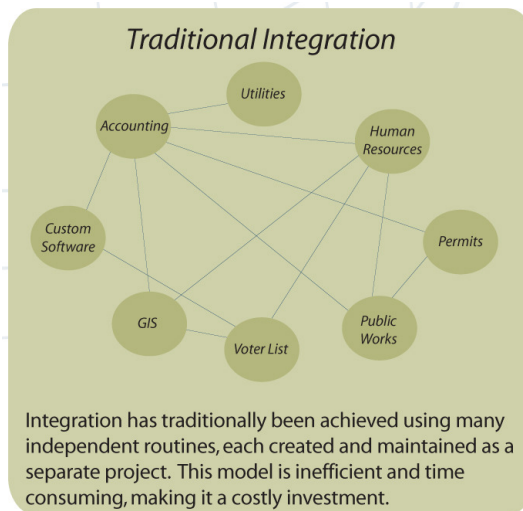 Traditional Integration
Utilities
Accounting
Human
Resources
Custom
Software
Permits
GIS
Public
Works
Voter List
Integration has traditionally been achieved using many
independent routines, each created and maintained as a
separate project.  This model is inefficient and time
consuming, making it a costly investment.